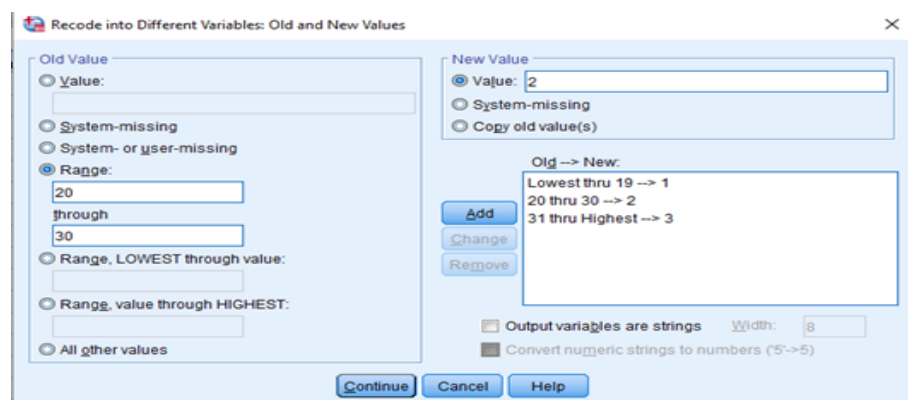 Recode into Different Variables: Old and New Values
Old Value
Value:
System-missing
System- or user-missing
Range:
20
through
30
Range, LOWEST through value:
Range, value through HIGHEST:
All other values
New Value
Value: 2
System-missing
Copy old value(s)
Old --> New:
Lowest thru 19 --> 1
20 thru 30 --> 2
31 thru Highest --> 3
Add
Change
Remove
Output variables are strings Width: 8
Convert numeric strings to numbers ('5'->5)
Continue Cancel Help